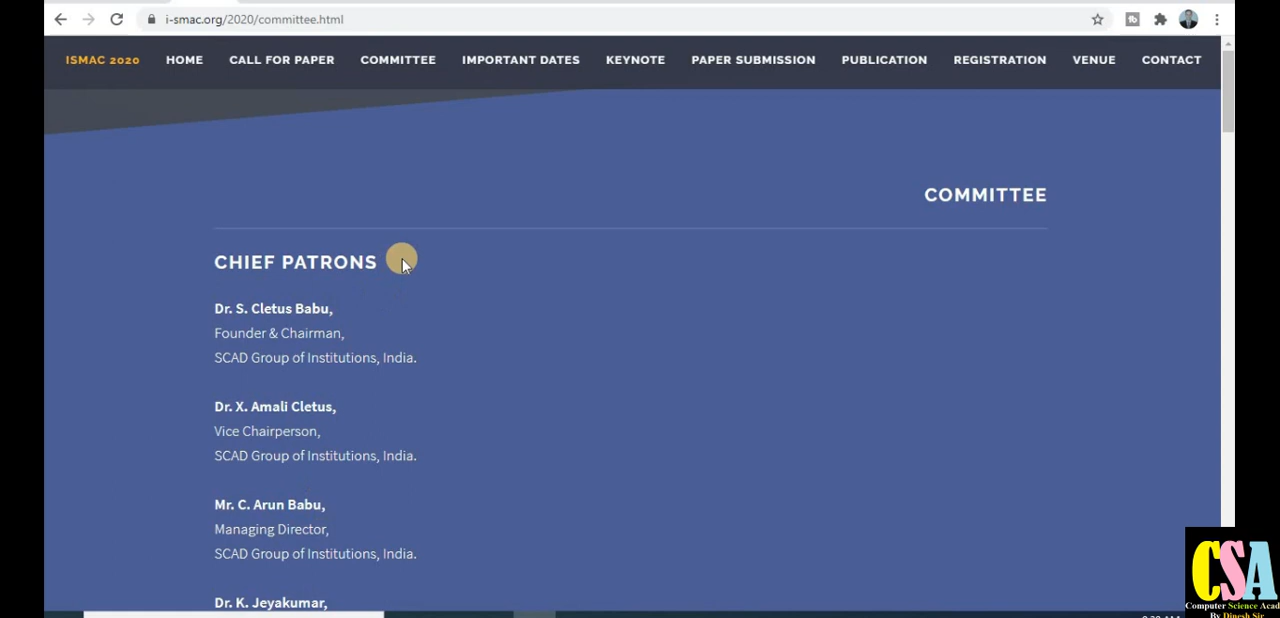 i-smac.org/2020/committee.html
ISMAC 2020 HOME CALL FOR PAPER COMMITTEE IMPORTANT DATES KEYNOTE PAPER SUBMISSION PUBLICATION REGISTRATION VENUE CONTACT
COMMITTEE
CHIEF PATRONS
Dr. S. Cletus Babu,
Founder & Chairman,
SCAD Group of Institutions, India.
Dr. X. Amali Cletus,
Vice Chairperson,
SCAD Group of Institutions, India.
Mr. C. Arun Babu,
Managing Director,
SCAD Group of Institutions, India.
Dr. K. Jeyakumar,
CSA
Computer Science Acad
By Dinesh Sir